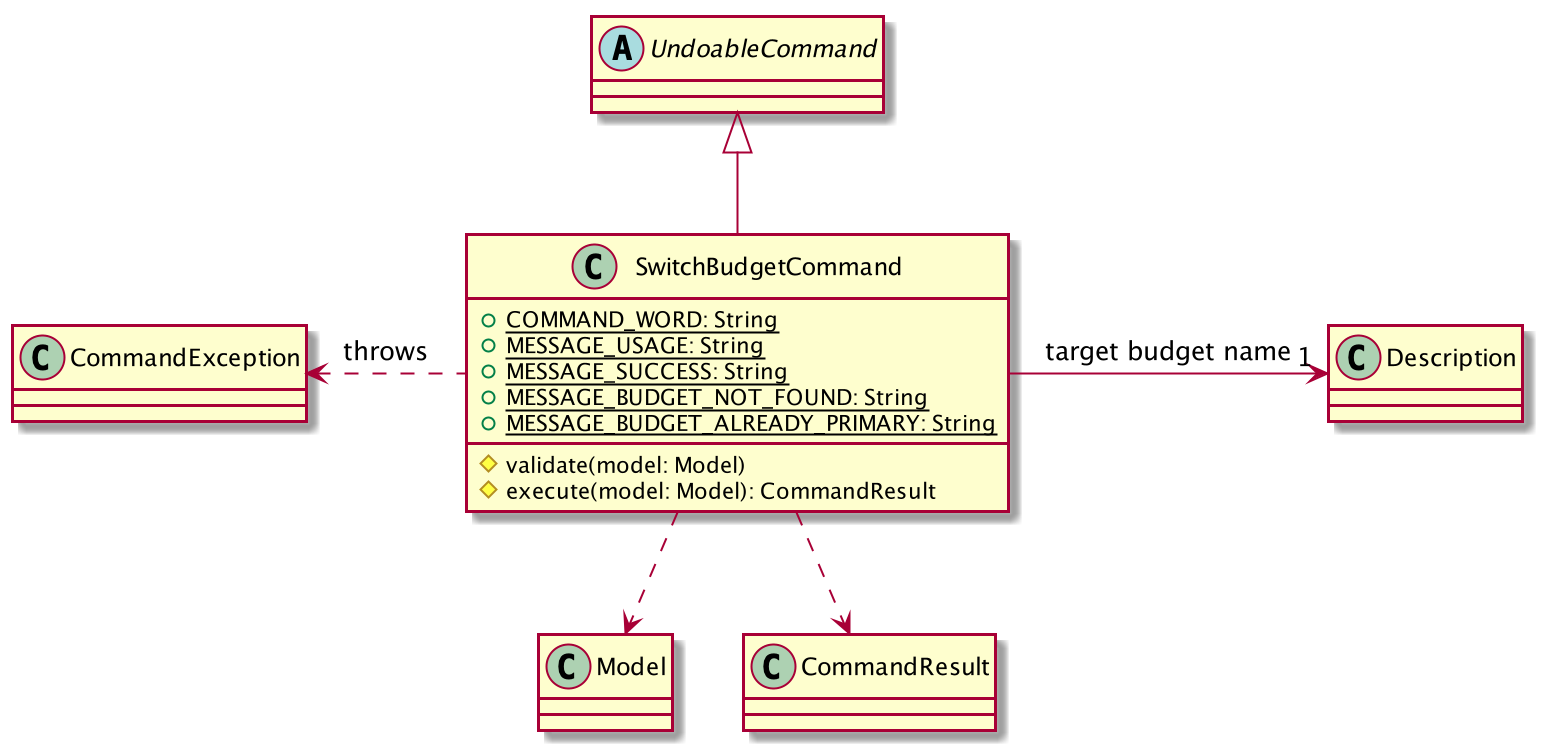 A UndoableCommand
C SwitchBudgetCommand
COMMAND_WORD: String
MESSAGE_USAGE: String
MESSAGE_SUCCESS: String
MESSAGE_BUDGET_NOT_FOUND: String
MESSAGE_BUDGET_ALREADY_PRIMARY: String
validate(model: Model)
execute(model: Model): CommandResult
C CommandException
throws
target budget name 1
C Description
C Model
C CommandResult